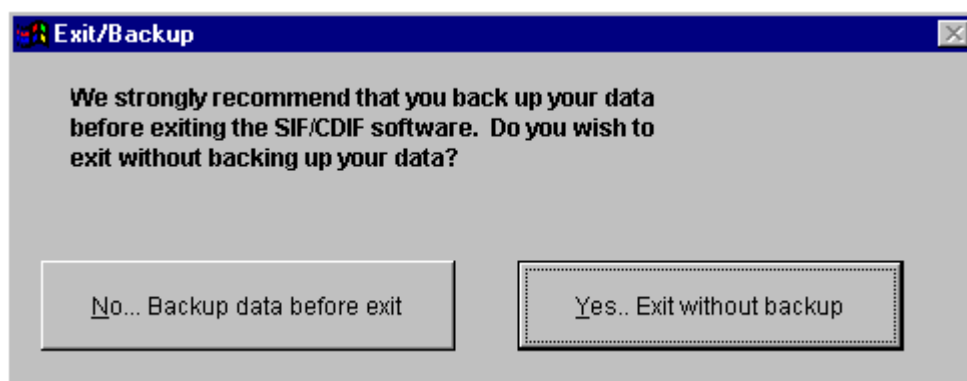 Exit/Backup
We strongly recommend that you back up your data
before exiting the SIF/CDIF software.  Do you wish to
exit without backing up your data?
No... Backup data before exit
Yes.. Exit without backup